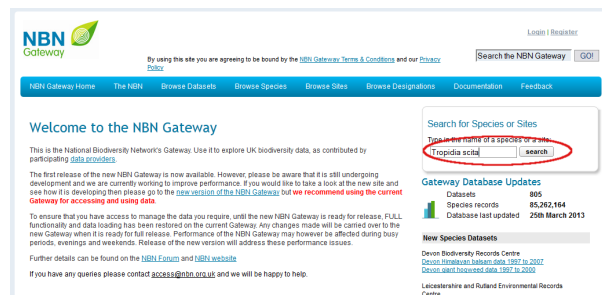 NBN
Gateway
Login | Register
By using this site you are agreeing to be bound by the NBN Gateway Terms & Conditions and our Privacy
Policy
Search the NBN Gateway GO!
NBN Gateway Home The NBN Browse Datasets Browse Species Browse Sites Browse Designations Documentation Feedback
Welcome to the NBN Gateway
This is the National Biodiversity Network's Gateway. Use it to explore UK biodiversity data, as contributed by
participating data providers.
The first release of the new NBN Gateway is now available. However, please be aware that it is still undergoing
development and we are currently working to improve performance. If you would like to take a look at the new site and
see how it is developing then please go to the new version of the NBN Gateway but we recommend using the current
Gateway for accessing and using data.
To ensure that you have access to manage the data you require, until the new NBN Gateway is ready for release, FULL
functionality and data loading has been restored on the current Gateway. Any changes made will be carried over to the
new Gateway when it is ready for full release. Performance of the NBN Gateway may however be affected during busy
periods, evenings and weekends. Release of the new version will address these performance issues.
Further details can be found on the NBN Forum and NBN website
If you have any queries please contact access@nbn.org.uk and we will be happy to help.
Search for Species or
Sites
Type in the name of a species or a site:
Tropidia scita search
Gateway Database Updates
Datasets 805
Species records 85,262,164
Database last updated 25th March 2013
New Species Datasets
Devon Biodiversity Records Centre
Devon Himalayan balsam data 1997 to 2007
Devon giant hogweed data 1997 to 2000
Leicestershire and Rutland Environmental Records
Centre